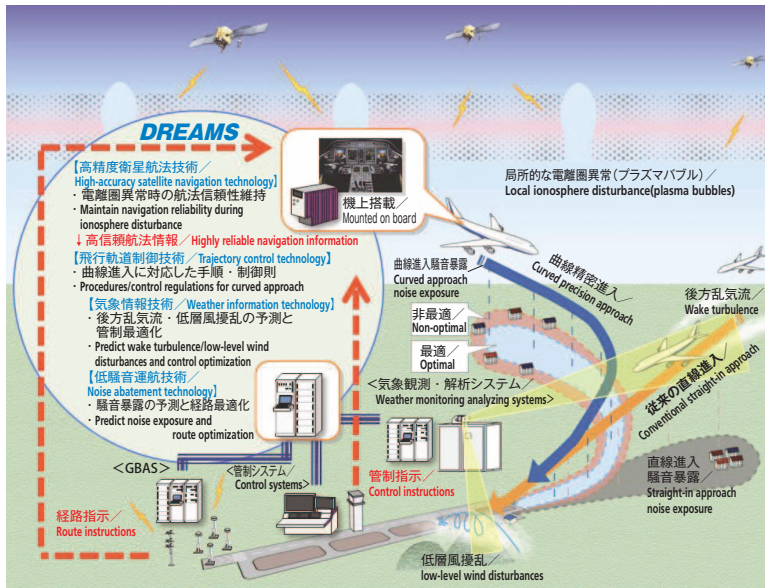 DREAMS
【高精度衛星航法技術／
High-accuracy satellite navigation technology】
・電離圏異常時の航法信頼性維持
・Maintain navigation reliability during
ionosphere disturbance
↓高信頼航法情報／Highly reliable navigation information
【飛行軌道制御技術／Trajectory control technology】
・曲線進入に対応した手順・制御則
・Procedures/control regulations for curved approach
【気象情報技術／Weather information technology】
・後方乱気流・低層風擾乱の予測と
管制最適化
・Predict wake turbulence/low-level wind
disturbances and control optimization
【低騒音運航技術／
Noise abatement technology】
・騒音暴露の予測と経路最適化
・Predict noise exposure and
route optimization
機上搭載／
Mounted on board
局所的な電離圏異常（プラズマバブル）／
Local ionosphere disturbance(plasma bubbles)
曲線進入騒音暴露／
Curved approach
noise exposure
曲線精密進入／
Curved precision approach
後方乱気流／
Wake turbulence
非最適／
Non-optimal
最適／
Optimal
従来の直線進入／
Conventional straight-in approach
＜気象観測・解析システム／
Weather monitoring analyzing systems＞
＜GBAS＞
＜管制システム／
Control systems＞
管制指示／
Control instructions
直線進入
騒音暴露／
Straight-in approach
noise exposure
経路指示／
Route instructions
低層風擾乱／
low-level wind disturbances